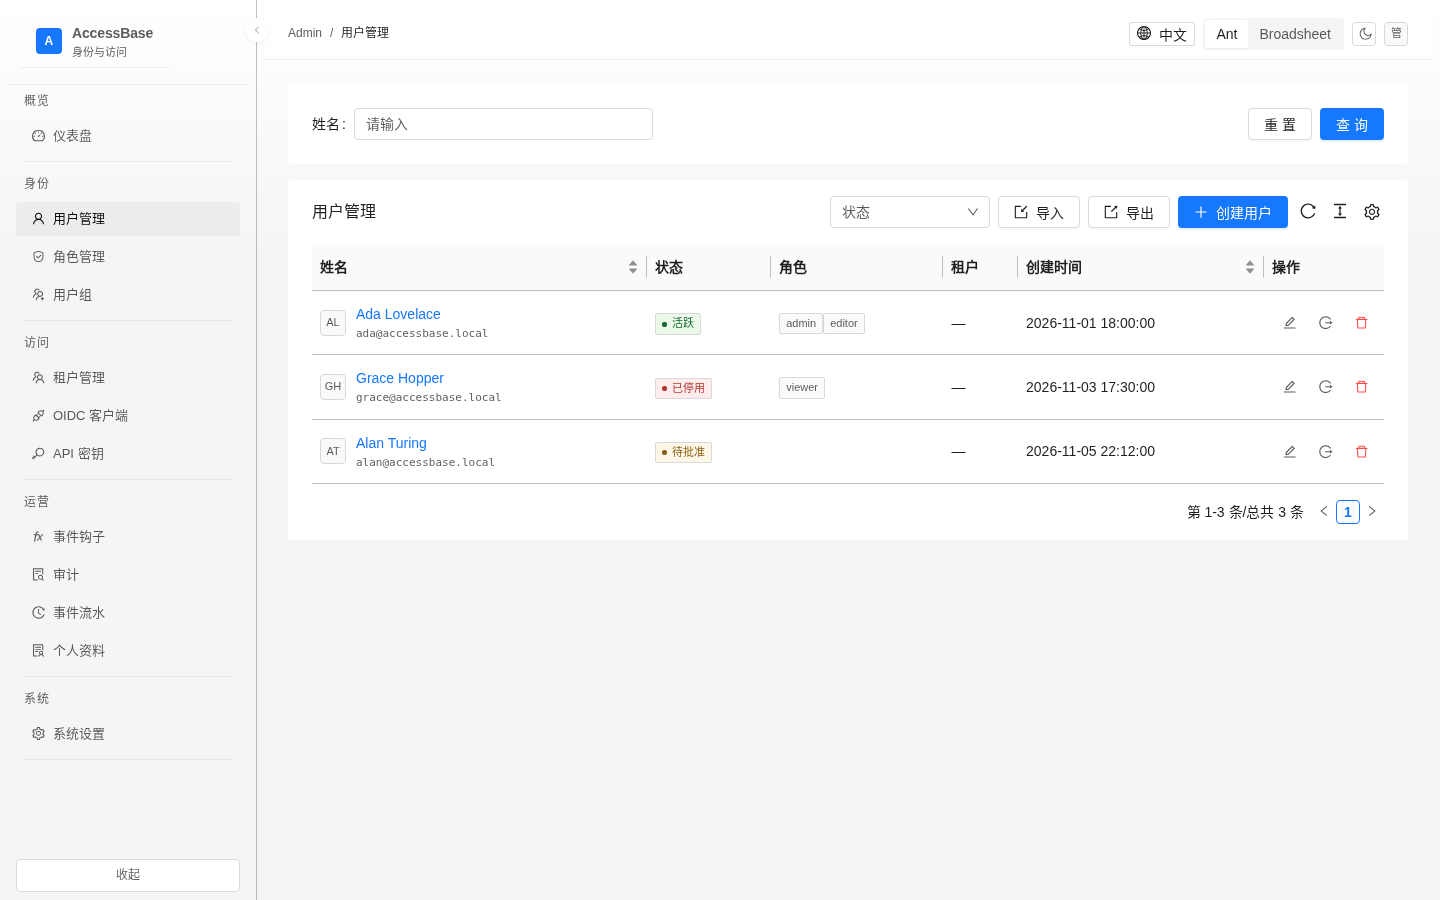 A
AccessBase
身份与访问
概览
仪表盘
身份
用户管理
角色管理
用户组
访问
租户管理
OIDC 客户端
API 密钥
运营
fx 事件钩子
审计
事件流水
个人资料
系统
系统设置
收起
Admin / 用户管理
中文
Ant Broadsheet
管
姓名: 请输入
重 置 查 询
用户管理
状态 导入 导出 创建用户
姓名 状态 角色 租户 创建时间 操作
AL Ada Lovelace
ada@accessbase.local
活跃 admin editor — 2026-11-01 18:00:00
GH Grace Hopper
grace@accessbase.local
已停用 viewer — 2026-11-03 17:30:00
AT Alan Turing
alan@accessbase.local
待批准 — 2026-11-05 22:12:00
第 1-3 条/总共 3 条 1